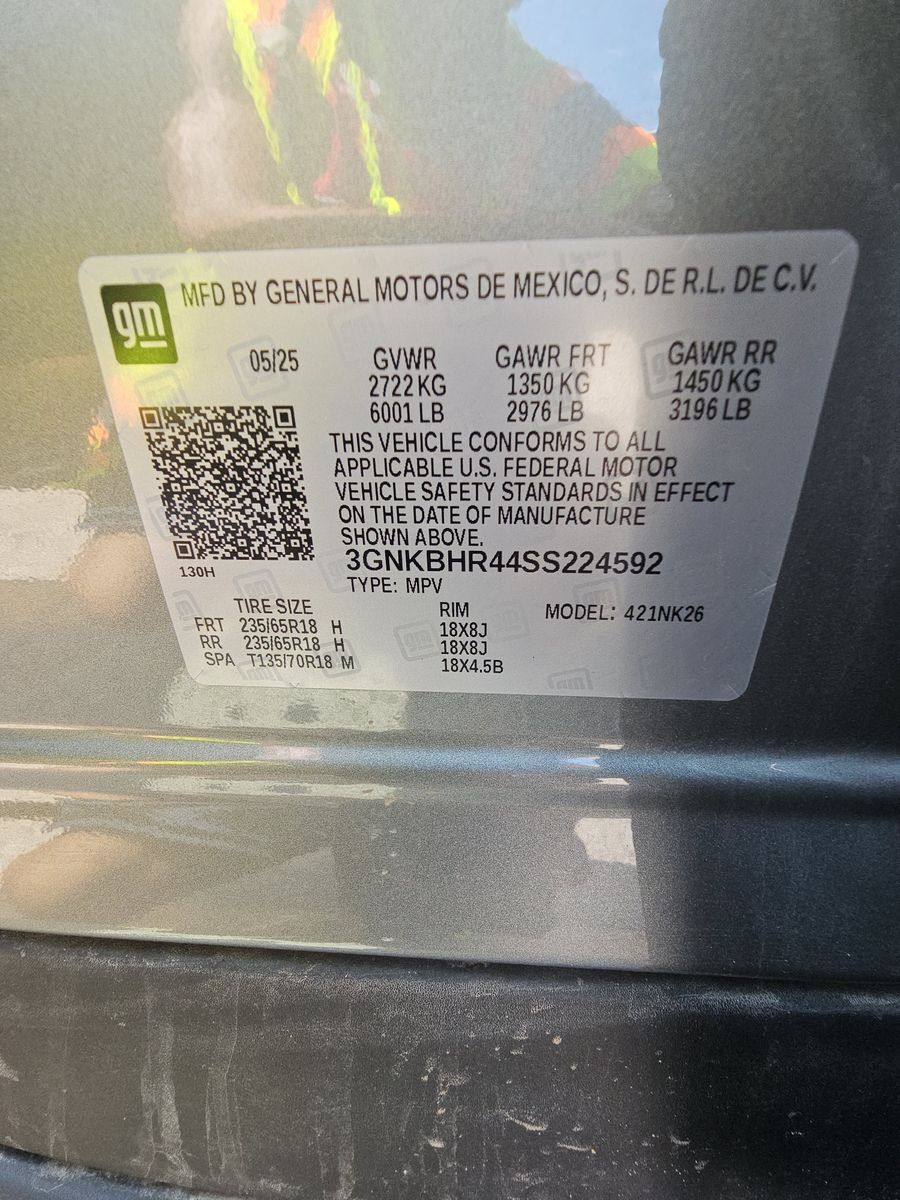 gm
MFD BY GENERAL MOTORS DE MEXICO, S. DE R.L. DE C.V.
05/25 GVWR GAWR FRT GAWR RR
2722 KG 1350 KG 1450 KG
6001 LB 2976 LB 3196 LB
THIS VEHICLE CONFORMS TO ALL
APPLICABLE U.S. FEDERAL MOTOR
VEHICLE SAFETY STANDARDS IN EFFECT
ON THE DATE OF MANUFACTURE
SHOWN ABOVE.
3GNKBHR44SS224592
130H
TYPE: MPV
TIRE SIZE RIM MODEL: 421NK26
FRT 235/65R18 H 18X8J
RR 235/65R18 H 18X8J
SPA T135/70R18 M 18X4.5B